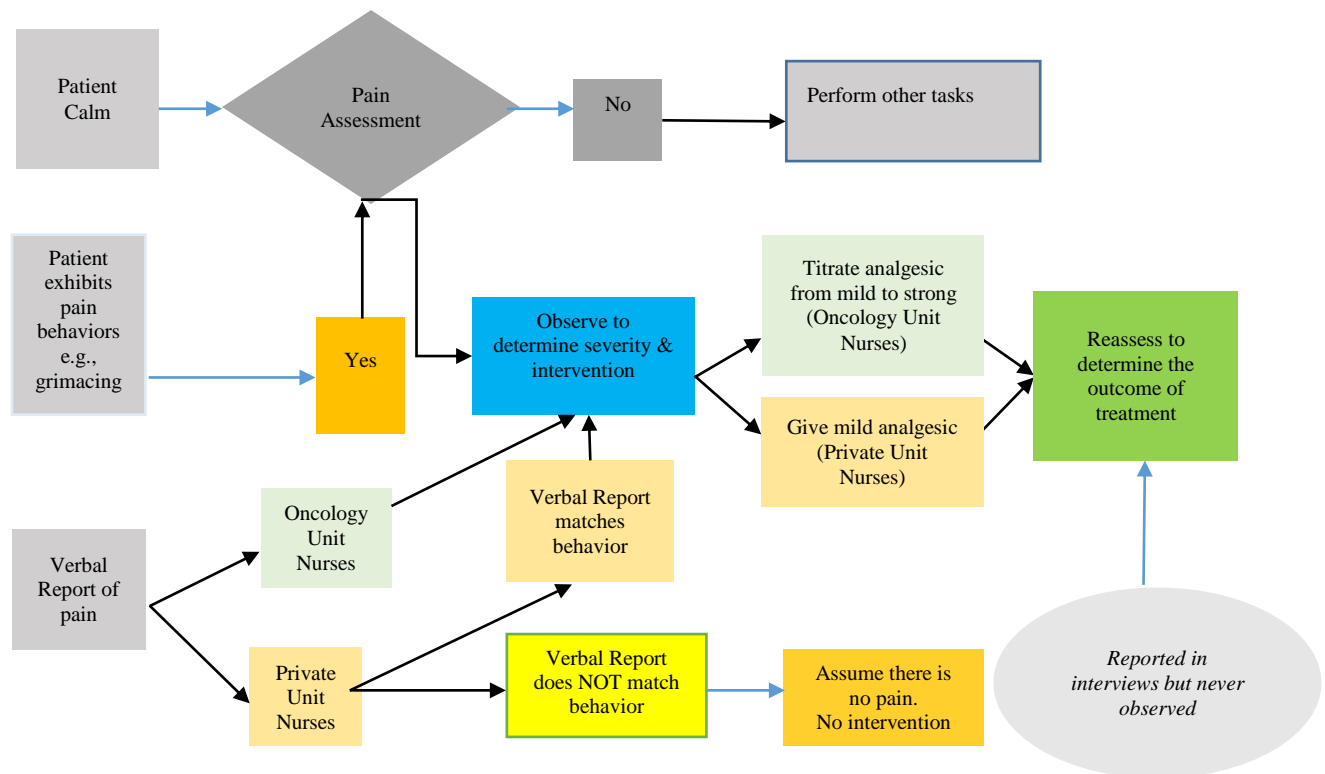 Patient
Calm
Pain
Assessment
No
Perform other tasks
Patient
exhibits
pain
behaviors
e.g.,
grimacing
Yes
Observe to
determine severity &
intervention
Titrate analgesic
from mild to strong
(Oncology Unit
Nurses)
Give mild analgesic
(Private Unit
Nurses)
Reassess to
determine the
outcome of
treatment
Verbal
Report of
pain
Oncology
Unit
Nurses
Verbal Report
matches
behavior
Private
Unit
Nurses
Verbal Report
does NOT match
behavior
Assume there is
no pain.
No intervention
Reported in
interviews but never
observed